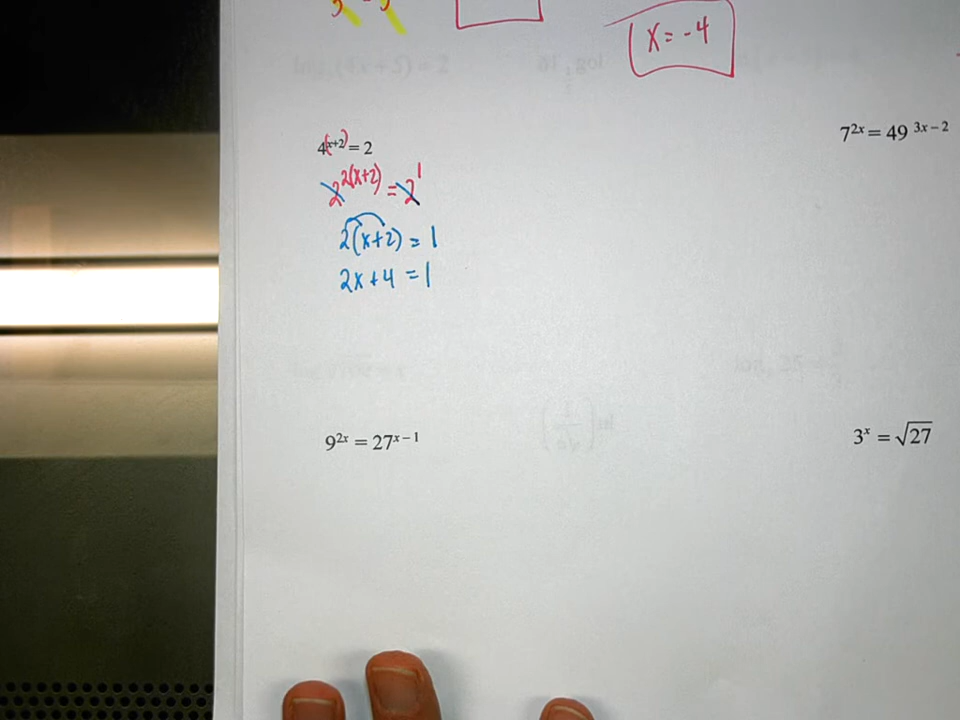 x = -4
4^(x+2) = 2
7^2x = 49^3x – 2
2^2(x+2) = 2^1
2(x+2) = 1
2x + 4 = 1
9^2x = 27^x – 1
3^x = √27